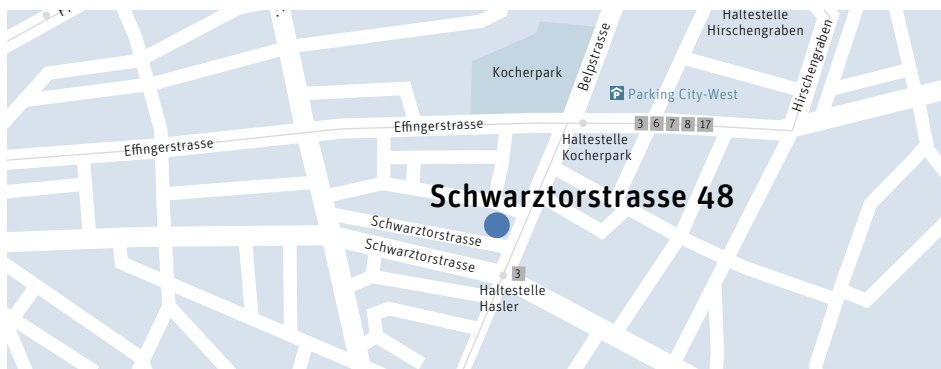 Haltestelle
Hirschengraben
Hirschengraben
Belpstrasse
Kocherpark
Parking City-West
Effingerstrasse
3 6 7 8 17
Effingerstrasse
Haltestelle
Kocherpark
Schwarztorstrasse 48
Schwarztorstrasse
Schwarztorstrasse
3
Haltestelle
Hasler